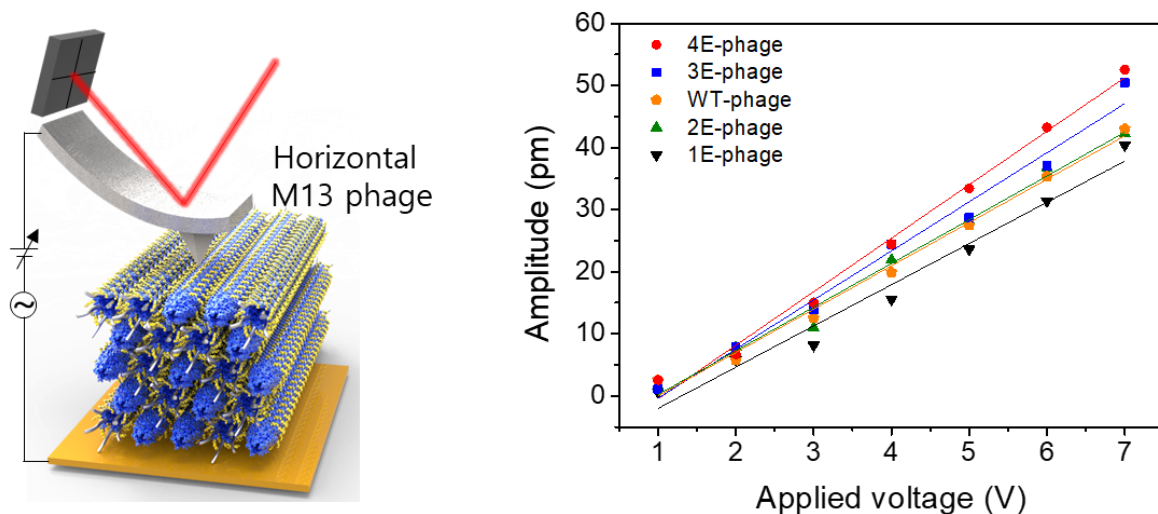 Horizontal
M13 phage
~
60
50
40
30
20
10
0
Amplitude (pm)
4E-phage
3E-phage
WT-phage
2E-phage
1E-phage
1 2 3 4 5 6 7
Applied voltage (V)